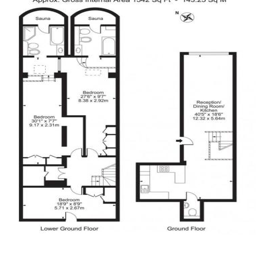 Approx. Gross Internal Area 1542 Sq Ft - 143.25 Sq M
N
Sauna
Sauna
Bedroom
27'6" x 9'7"
8.38 x 2.92m
Bedroom
30'1" x 7'7"
9.17 x 2.31m
Reception/
Dining Room/
Kitchen
40'5" x 18'6"
12.32 x 5.64m
Bedroom
18'9" x 8'9"
5.71 x 2.67m
Lower Ground Floor
Ground Floor